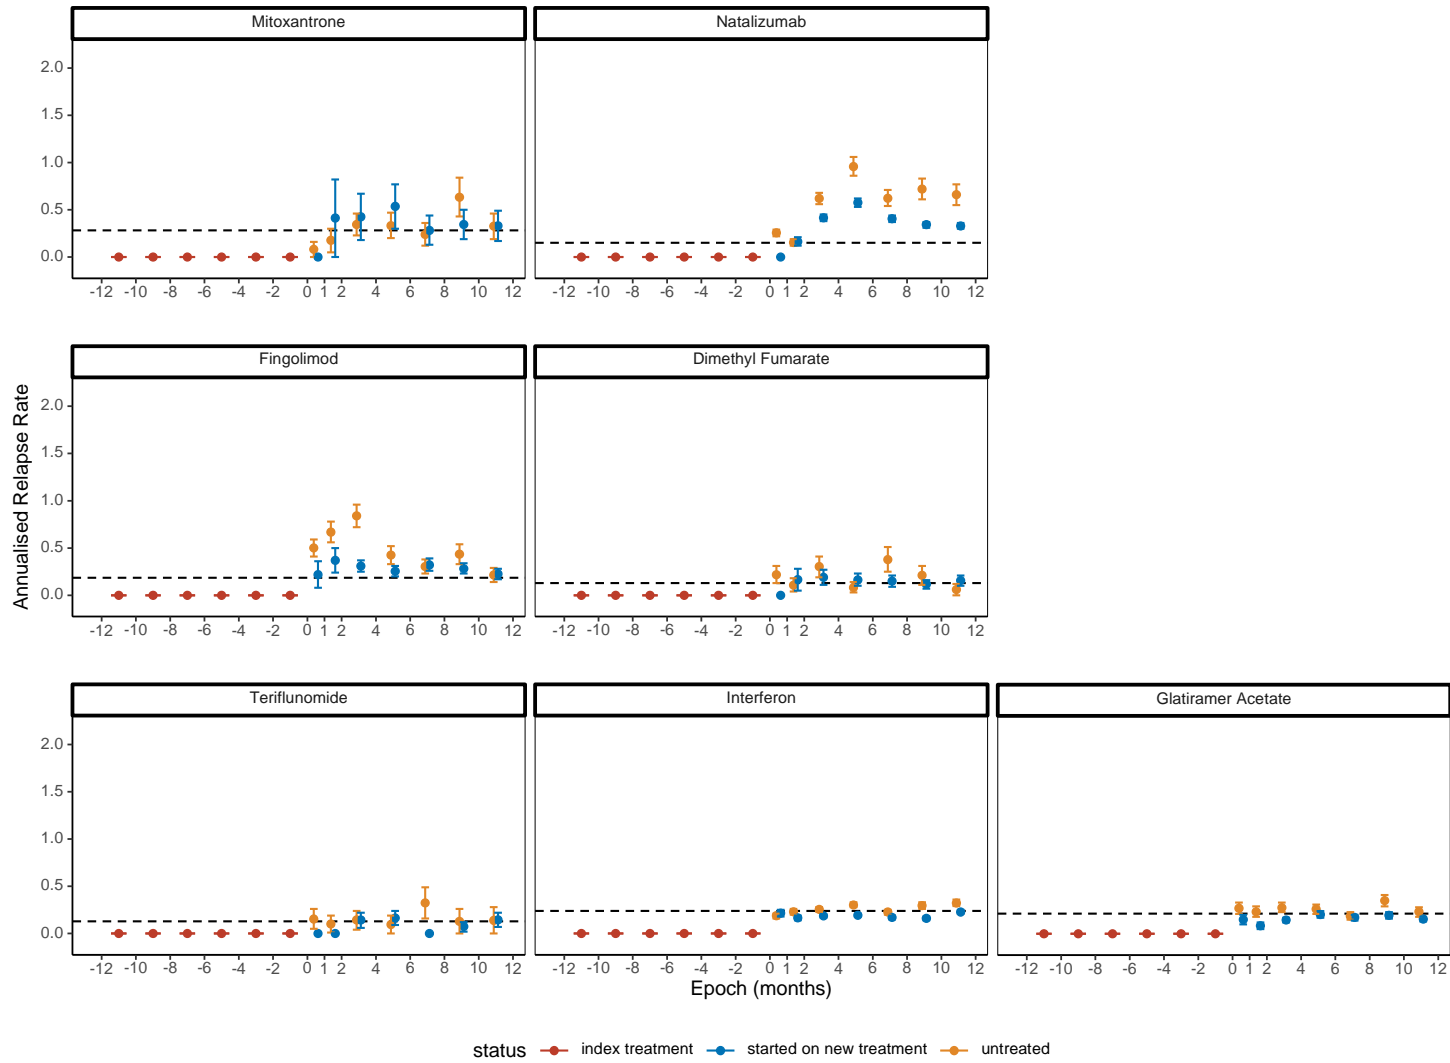 Mitoxantrone
Natalizumab
2.0
1.5
1.0
0.5
0.0
-12 -10 -8 -6 -4 -2 0 1 2 4 6 8 10 12
-12 -10 -8 -6 -4 -2 0 1 2 4 6 8 10 12
Fingolimod
Dimethyl Fumarate
Annualised Relapse Rate
2.0
1.5
1.0
0.5
0.0
-12 -10 -8 -6 -4 -2 0 1 2 4 6 8 10 12
-12 -10 -8 -6 -4 -2 0 1 2 4 6 8 10 12
Teriflunomide
Interferon
Glatiramer Acetate
2.0
1.5
1.0
0.5
0.0
-12 -10 -8 -6 -4 -2 0 1 2 4 6 8 10 12
-12 -10 -8 -6 -4 -2 0 1 2 4 6 8 10 12
-12 -10 -8 -6 -4 -2 0 1 2 4 6 8 10 12
Epoch (months)
status index treatment started on new treatment untreated